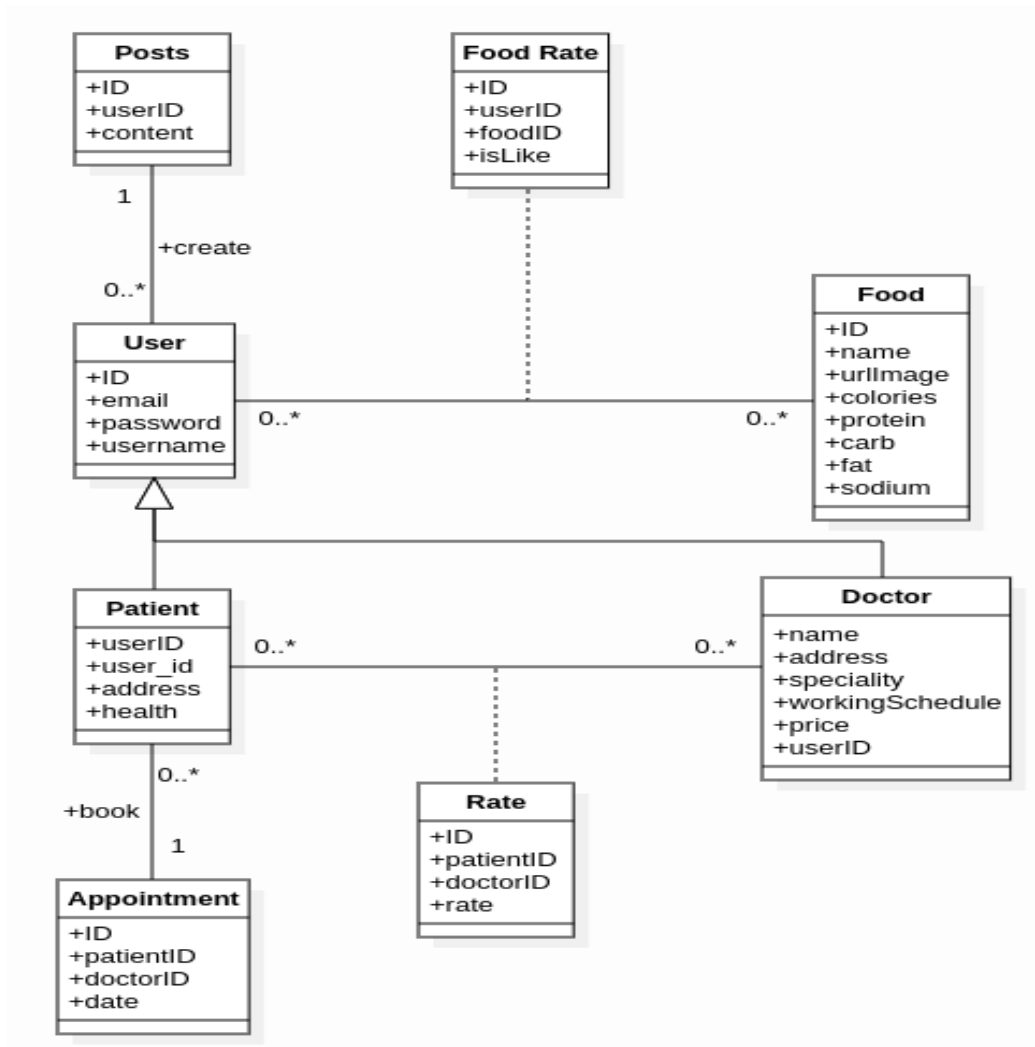 Posts
+ID
+userID
+content
Food Rate
+ID
+userID
+foodID
+isLike
1
+create
0..*
User
+ID
+email
+password
+username
0..*
0..*
Food
+ID
+name
+urlImage
+colories
+protein
+carb
+fat
+sodium
Patient
+userID
+user_id
+address
+health
0..*
0..*
Doctor
+name
+address
+speciality
+workingSchedule
+price
+userID
0..*
+book
1
Rate
+ID
+patientID
+doctorID
+rate
Appointment
+ID
+patientID
+doctorID
+date